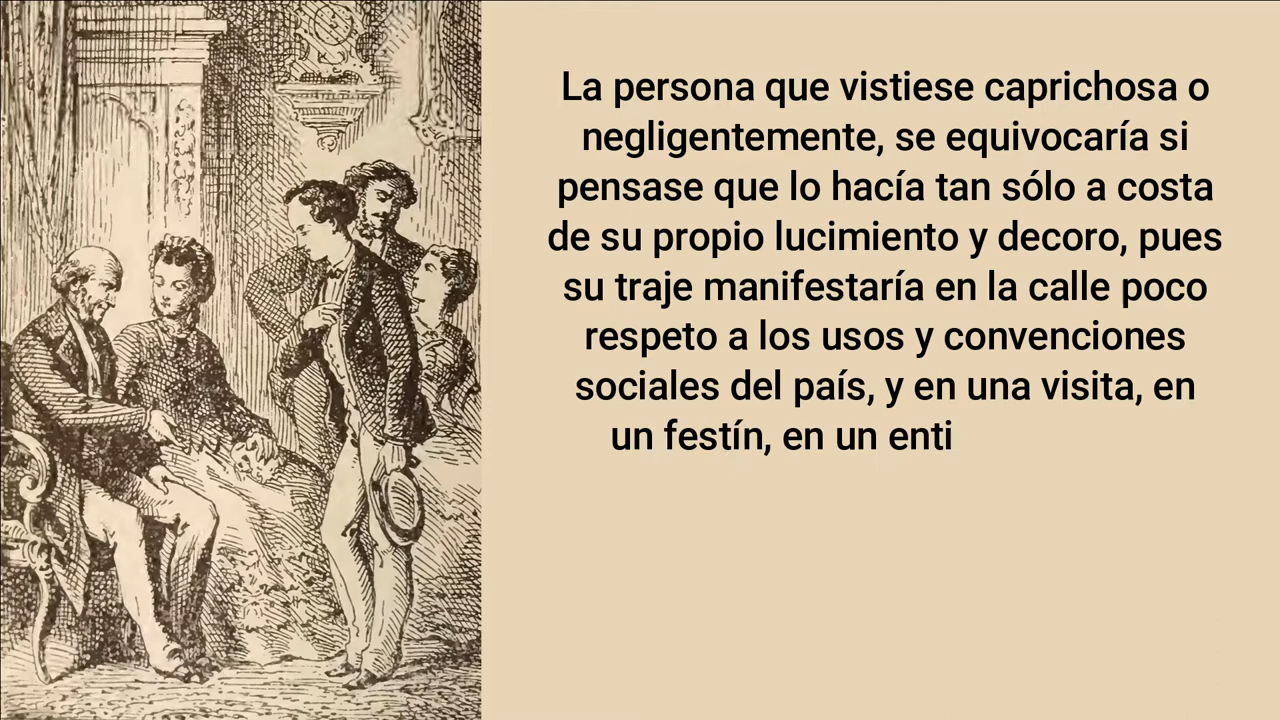 La persona que vistiese caprichosa o
negligentemente, se equivocaría si
pensase que lo hacía tan sólo a costa
de su propio lucimiento y decoro, pues
su traje manifestaría en la calle poco
respeto a los usos y convenciones
sociales del país, y en una visita, en
un festín, en un enti